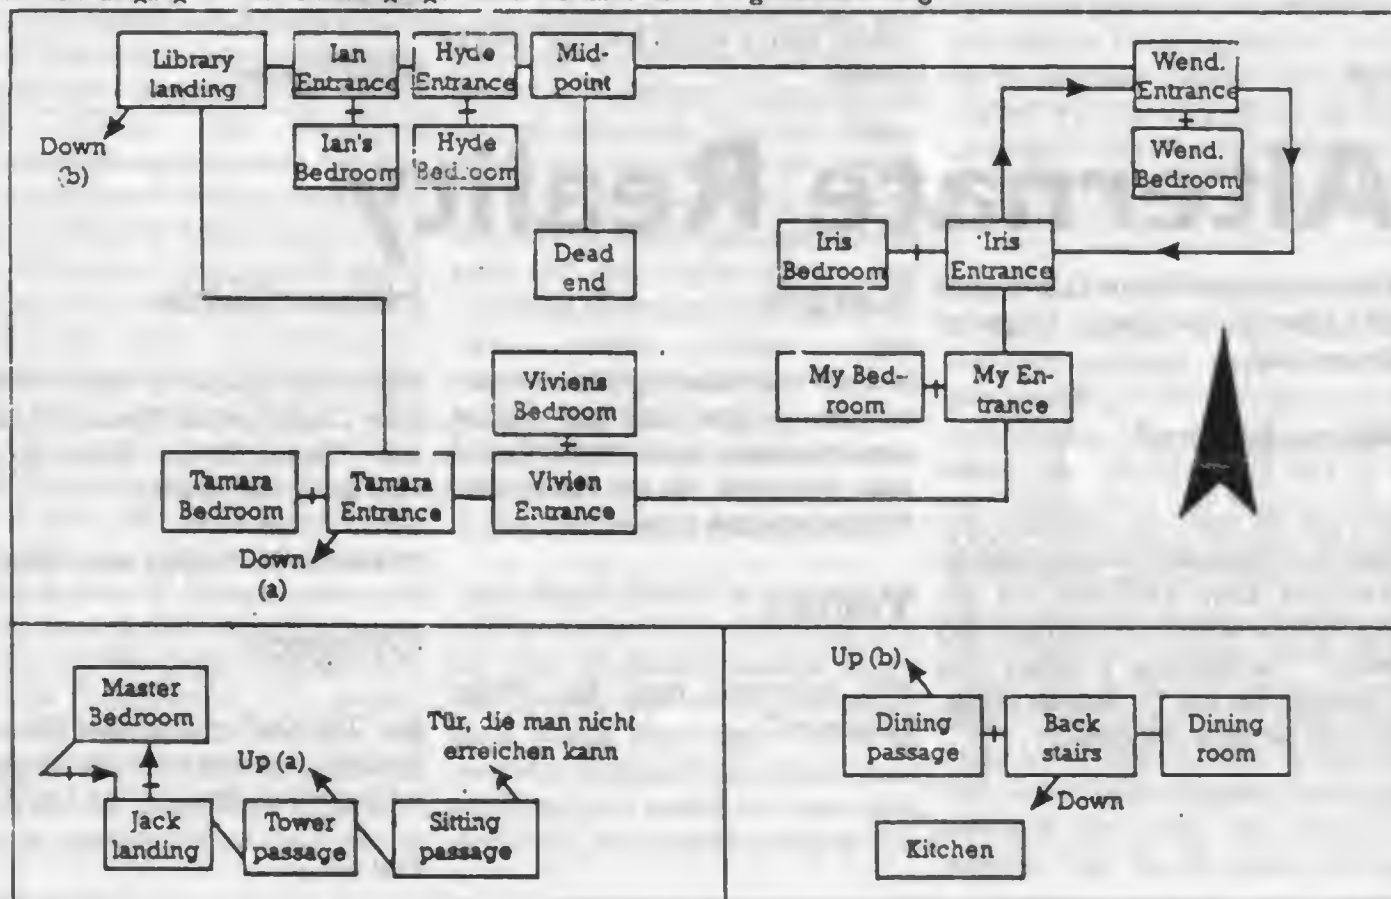 Library
landing
Ian
Entrance
Hyde
Entrance
Mid-
point
Wend.
Entrance
Down
(b)
Ian's
Bedroom
Hyde
Bedroom
Wend.
Bedroom
Iris
Bedroom
Iris
Entrance
Dead
end
Viviens
Bedroom
My Bed-
room
My En-
trance
Tamara
Bedroom
Tamara
Entrance
Vivien
Entrance
Down
(a)
Master
Bedroom
Tür, die man nicht
erreichen kann
Up (a)
Jack
landing
Tower
passage
Sitting
passage
Up (b)
Dining
passage
Back
stairs
Dining
room
Down
Kitchen